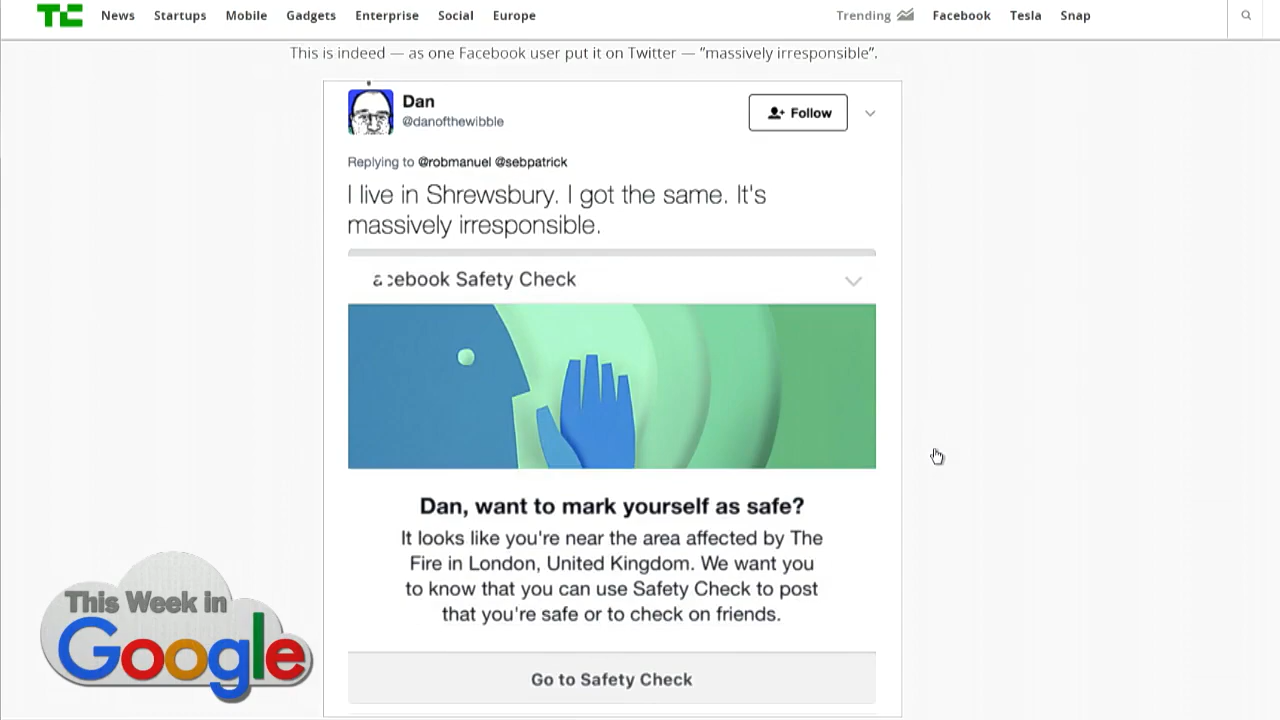 TC News Startups Mobile Gadgets Enterprise Social Europe Trending Facebook Tesla Snap
This is indeed — as one Facebook user put it on Twitter — "massively irresponsible".
Dan
@danofthewibble
Follow
Replying to @robmanuel @sebpatrick
I live in Shrewsbury. I got the same. It's
massively irresponsible.
acebook Safety Check
Dan, want to mark yourself as safe?
It looks like you're near the area affected by The
Fire in London, United Kingdom. We want you
to know that you can use Safety Check to post
that you're safe or to check on friends.
Go to Safety Check
This Week in
Google